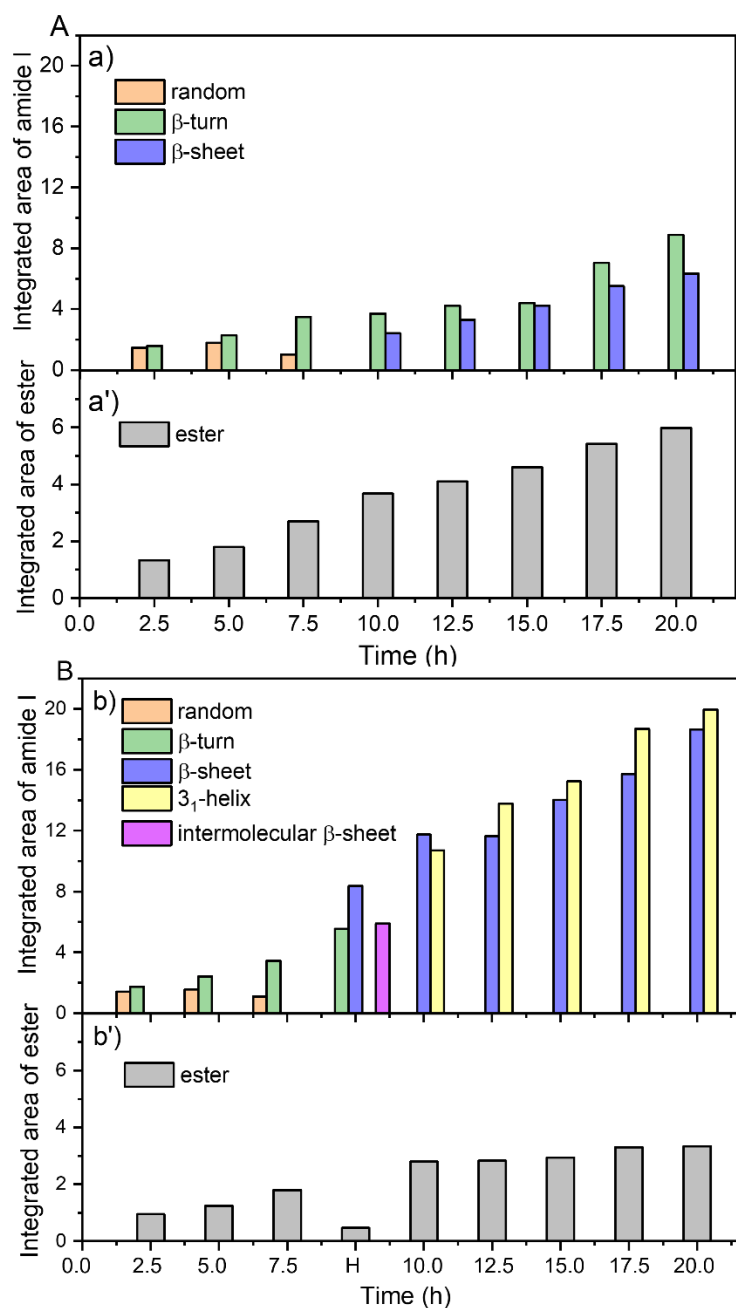 A
a)
random
β-turn
β-sheet
Integrated area of amide I
22
20
16
12
8
4
0
a')
ester
Integrated area of ester
6
4
2
0
0.0 2.5 5.0 7.5 10.0 12.5 15.0 17.5 20.0
Time (h)
B
b)
random
β-turn
β-sheet
3₁-helix
intermolecular β-sheet
Integrated area of amide I
20
16
12
8
4
0
b')
ester
Integrated area of ester
6
4
2
0
0.0 2.5 5.0 7.5 H 10.0 12.5 15.0 17.5 20.0
Time (h)